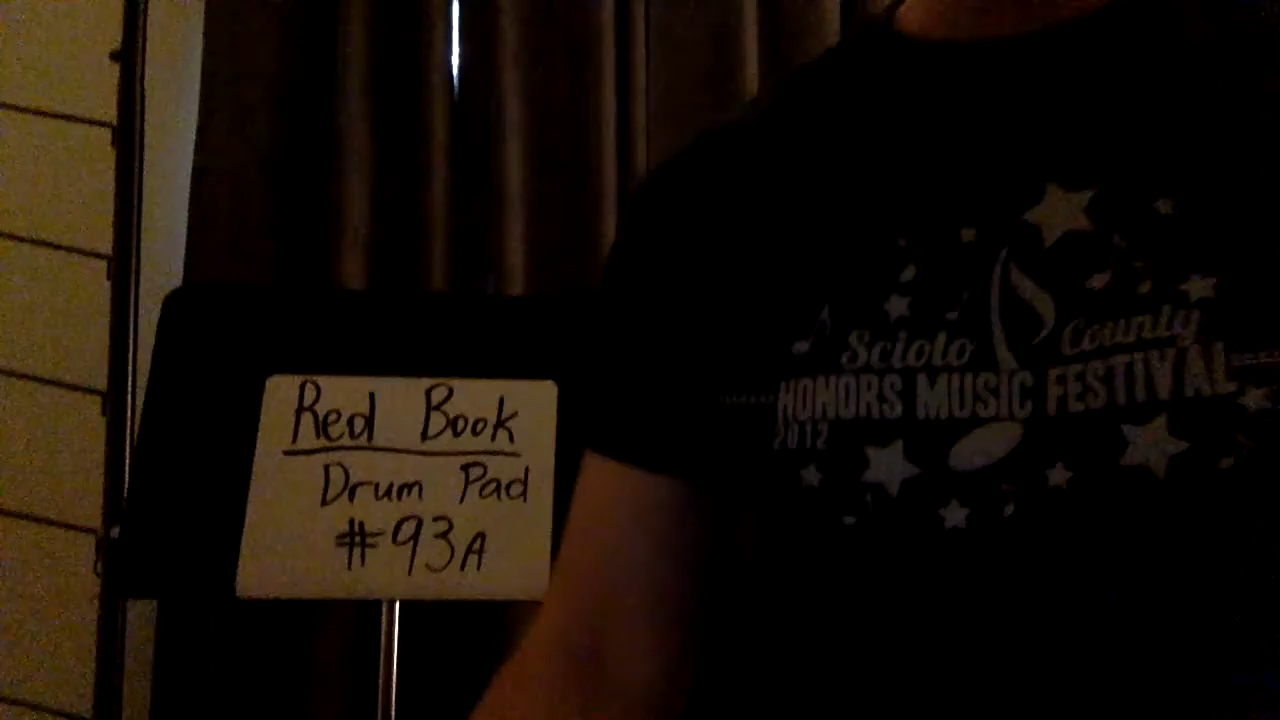 Red Book
Drum Pad
#93A
Scioto County
HONORS MUSIC FESTIVAL
2012